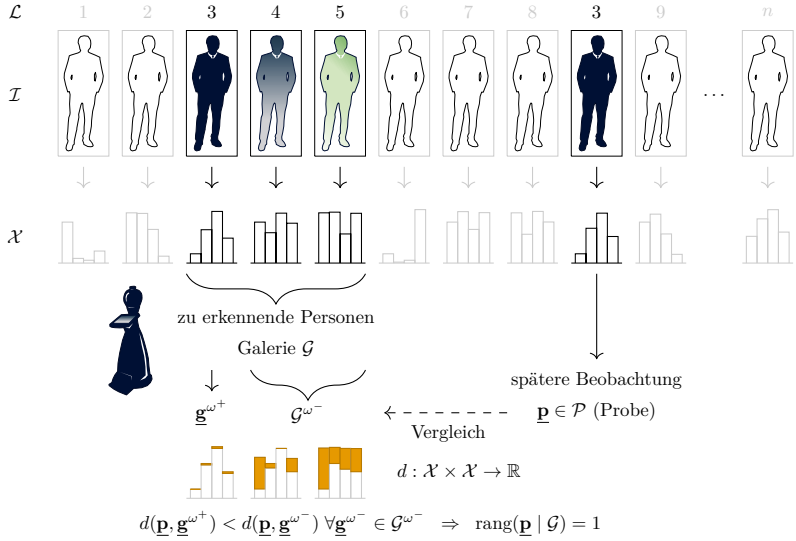 ℒ 1 2 3 4 5 6 7 8 3 9 n
ℐ …
𝒳
zu erkennende Personen
Galerie 𝒢
spätere Beobachtung
g^ω⁺ 𝒢^ω⁻ p ∈ 𝒫 (Probe)
Vergleich
d : 𝒳 × 𝒳 → ℝ
d(p, g^ω⁺) < d(p, g^ω⁻) ∀g^ω⁻ ∈ 𝒢^ω⁻ ⇒ rang(p | 𝒢) = 1